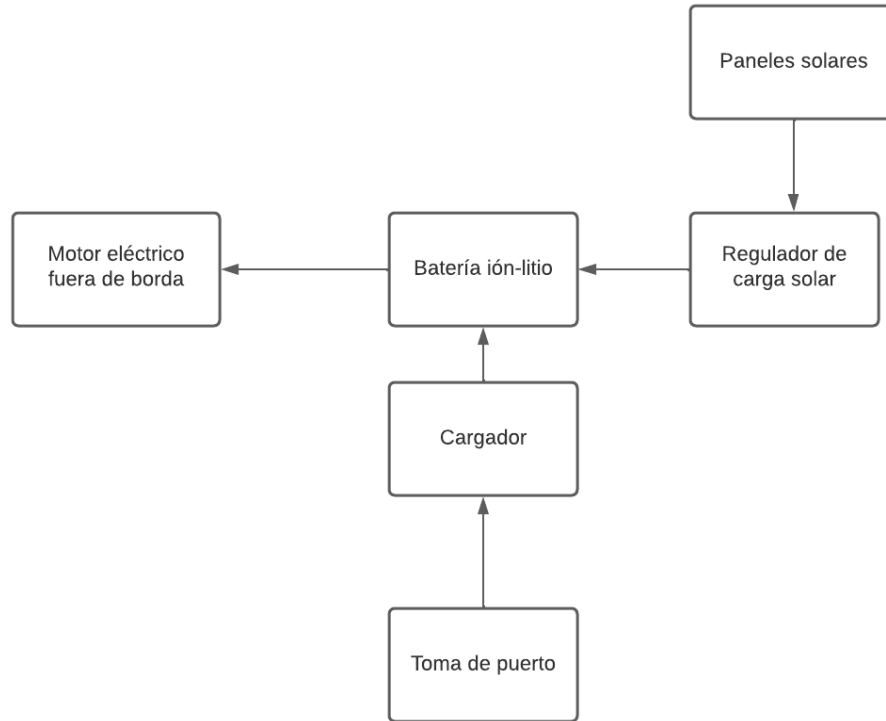 Paneles solares
Motor eléctrico
fuera de borda
Batería ión-litio
Regulador de
carga solar
Cargador
Toma de puerto